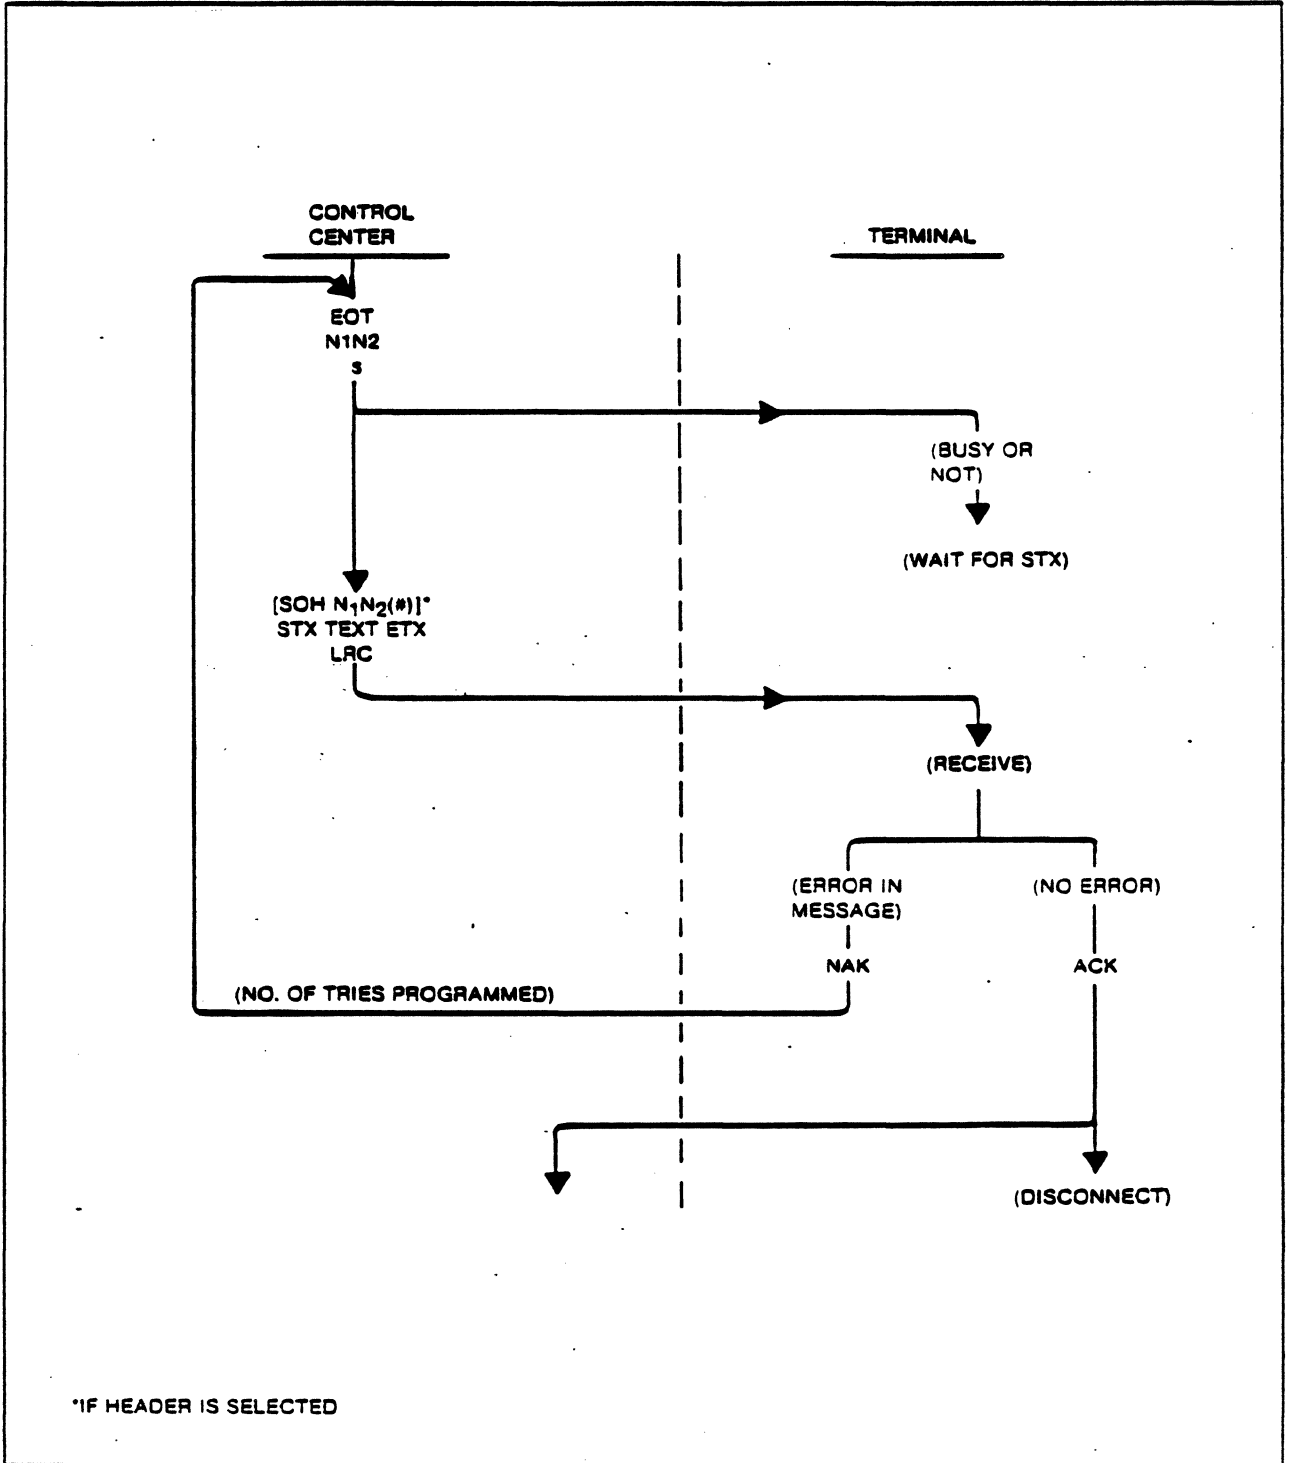 CONTROL
CENTER
TERMINAL
EOT
N1N2
s
(BUSY OR
NOT)
(WAIT FOR STX)
[SOH N₁N₂(#)]*
STX TEXT ETX
LRC
(RECEIVE)
(ERROR IN
MESSAGE)
(NO ERROR)
NAK
ACK
(NO. OF TRIES PROGRAMMED)
(DISCONNECT)
*IF HEADER IS SELECTED